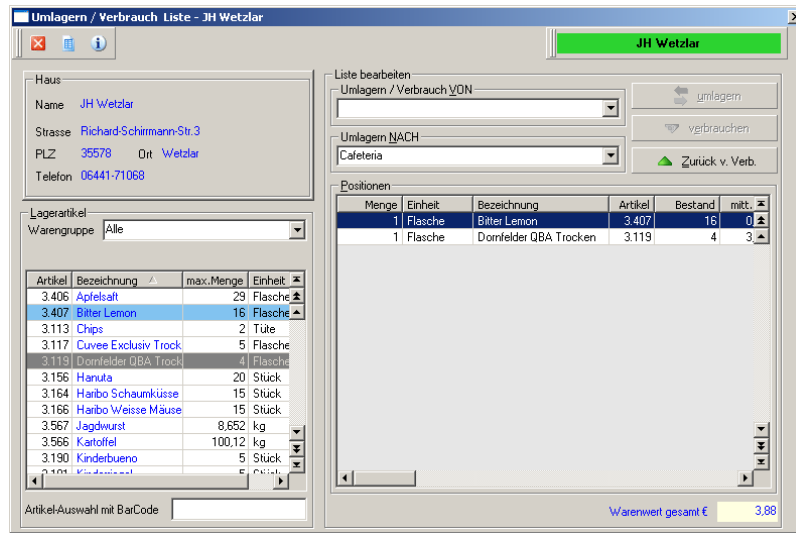 Umlagern / Verbrauch Liste - JH Wetzlar
JH Wetzlar
Haus
Name JH Wetzlar
Strasse Richard-Schirrmann-Str.3
PLZ 35578 Ort Wetzlar
Telefon 06441-71068
Lagerartikel
Warengruppe Alle
Artikel Bezeichnung max.Menge Einheit
3.406 Apfelsaft 29 Flasche
3.407 Bitter Lemon 16 Flasche
3.113 Chips 2 Tüte
3.117 Cuvee Exclusiv Trock 5 Flasche
3.119 Dornfelder QBA Trock 4 Flasche
3.156 Hanuta 20 Stück
3.164 Haribo Schaumküsse 15 Stück
3.166 Haribo Weisse Mäuse 15 Stück
3.567 Jagdwurst 8,652 kg
3.566 Kartoffel 100,12 kg
3.190 Kinderbueno 5 Stück
Artikel-Auswahl mit BarCode
Liste bearbeiten
Umlagern / Verbrauch VON
Umlagern NACH
Cafeteria
umlagern
verbrauchen
Zurück v. Verb.
Positionen
Menge Einheit Bezeichnung Artikel Bestand mitt.
1 Flasche Bitter Lemon 3.407 16 0
1 Flasche Dornfelder QBA Trocken 3.119 4 3
Warenwert gesamt € 3,88